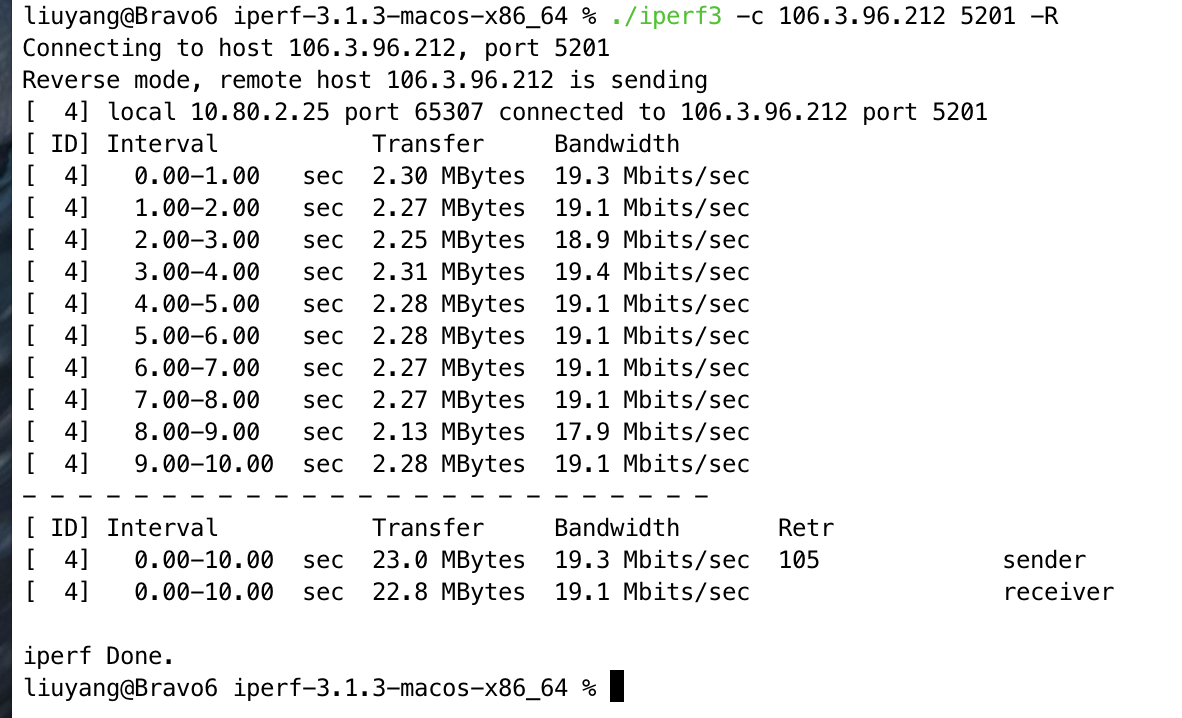 liuyang@Bravo6 iperf-3.1.3-macos-x86_64 % ./iperf3 -c 106.3.96.212 5201 -R
Connecting to host 106.3.96.212, port 5201
Reverse mode, remote host 106.3.96.212 is sending
[  4] local 10.80.2.25 port 65307 connected to 106.3.96.212 port 5201
[ ID] Interval           Transfer     Bandwidth
[  4]   0.00-1.00   sec  2.30 MBytes  19.3 Mbits/sec
[  4]   1.00-2.00   sec  2.27 MBytes  19.1 Mbits/sec
[  4]   2.00-3.00   sec  2.25 MBytes  18.9 Mbits/sec
[  4]   3.00-4.00   sec  2.31 MBytes  19.4 Mbits/sec
[  4]   4.00-5.00   sec  2.28 MBytes  19.1 Mbits/sec
[  4]   5.00-6.00   sec  2.28 MBytes  19.1 Mbits/sec
[  4]   6.00-7.00   sec  2.27 MBytes  19.1 Mbits/sec
[  4]   7.00-8.00   sec  2.27 MBytes  19.1 Mbits/sec
[  4]   8.00-9.00   sec  2.13 MBytes  17.9 Mbits/sec
[  4]   9.00-10.00  sec  2.28 MBytes  19.1 Mbits/sec
- - - - - - - - - - - - - - - - - - - - - - - - -
[ ID] Interval           Transfer     Bandwidth       Retr
[  4]   0.00-10.00  sec  23.0 MBytes  19.3 Mbits/sec  105             sender
[  4]   0.00-10.00  sec  22.8 MBytes  19.1 Mbits/sec                  receiver
iperf Done.
liuyang@Bravo6 iperf-3.1.3-macos-x86_64 %